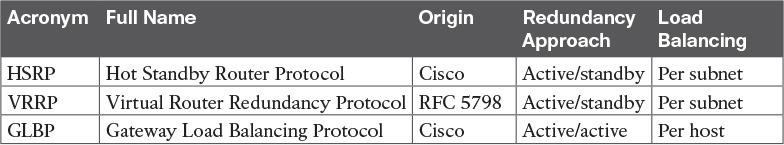 Acronym Full Name Origin Redundancy Approach Load Balancing
HSRP Hot Standby Router Protocol Cisco Active/standby Per subnet
VRRP Virtual Router Redundancy Protocol RFC 5798 Active/standby Per subnet
GLBP Gateway Load Balancing Protocol Cisco Active/active Per host